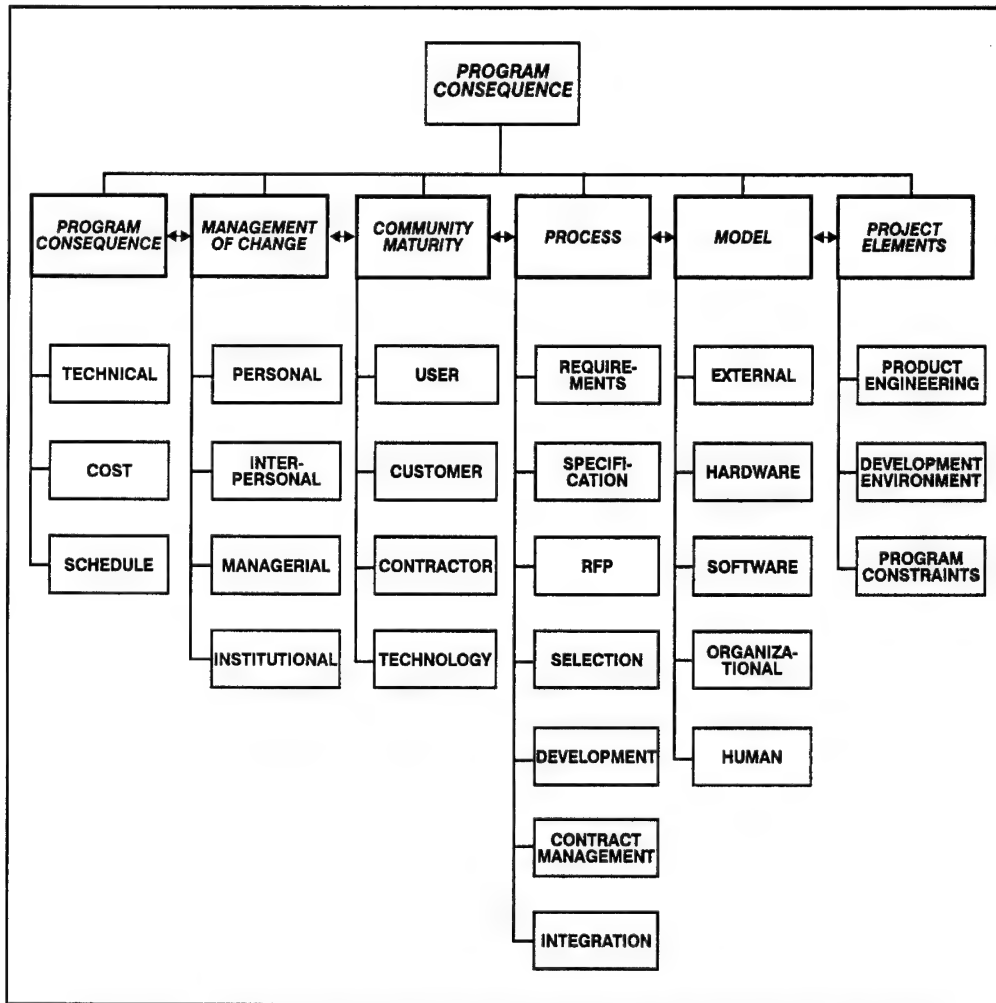 PROGRAM
CONSEQUENCE
PROGRAM
CONSEQUENCE
MANAGEMENT
OF CHANGE
COMMUNITY
MATURITY
PROCESS
MODEL
PROJECT
ELEMENTS
TECHNICAL
COST
SCHEDULE
PERSONAL
INTER-
PERSONAL
MANAGERIAL
INSTITUTIONAL
USER
CUSTOMER
CONTRACTOR
TECHNOLOGY
REQUIRE-
MENTS
SPECIFI-
CATION
RFP
SELECTION
DEVELOPMENT
CONTRACT
MANAGEMENT
INTEGRATION
EXTERNAL
HARDWARE
SOFTWARE
ORGANIZA-
TIONAL
HUMAN
PRODUCT
ENGINEERING
DEVELOPMENT
ENVIRONMENT
PROGRAM
CONSTRAINTS